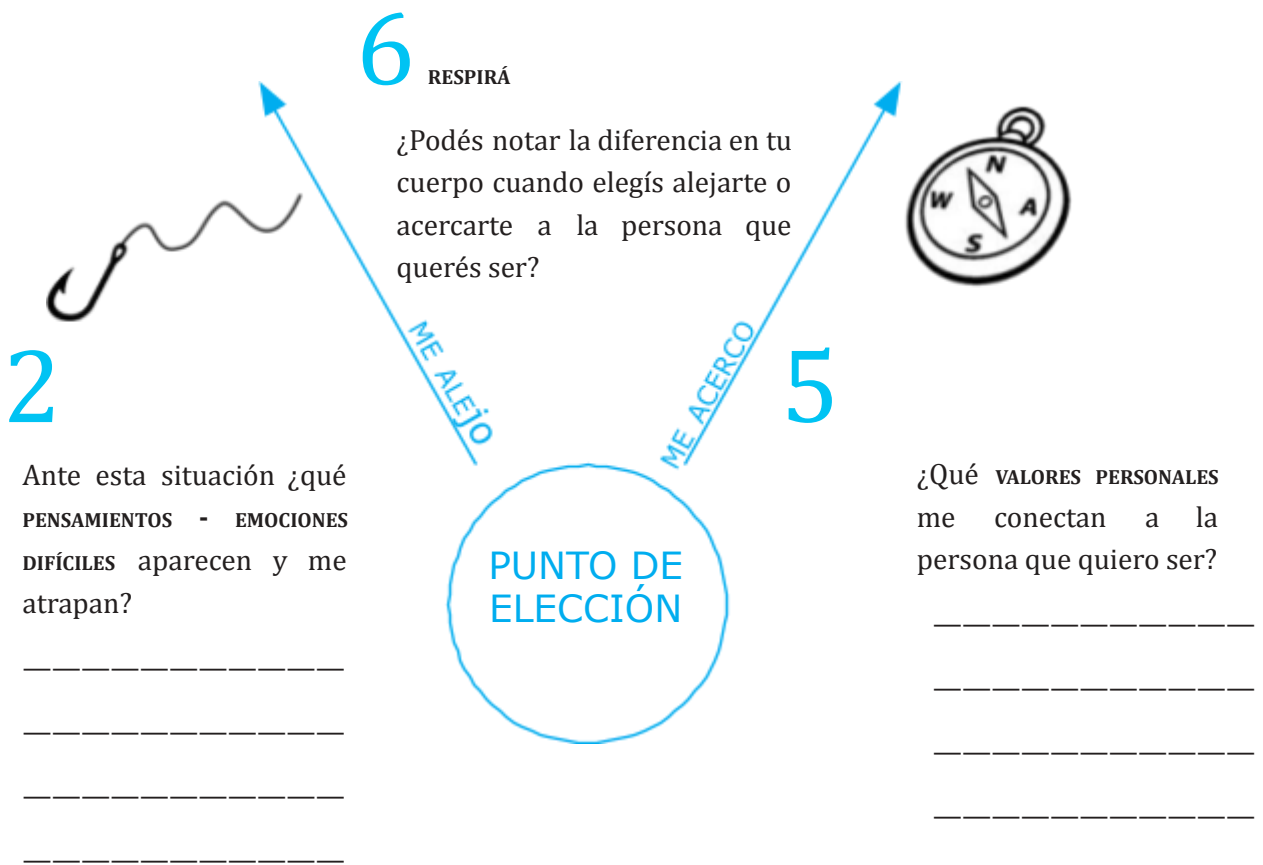 6 RESPIRÁ
¿Podés notar la diferencia en tu
cuerpo cuando elegís alejarte o
acercarte a la persona que
querés ser?
N
W A
S
ME ALEJO
ME ACERCO
2
Ante esta situación ¿qué
PENSAMIENTOS - EMOCIONES
DIFÍCILES aparecen y me
atrapan?
PUNTO DE
ELECCIÓN
5
¿Qué VALORES PERSONALES
me conectan a la
persona que quiero ser?